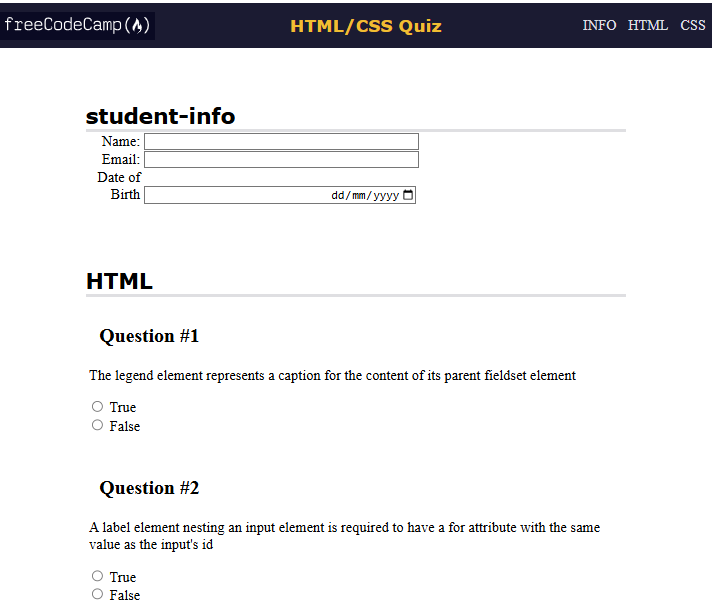 freeCodeCamp
HTML/CSS Quiz
INFO HTML CSS
student-info
Name:
Email:
Date of
Birth dd/mm/yyyy
HTML
Question #1
The legend element represents a caption for the content of its parent fieldset element
True
False
Question #2
A label element nesting an input element is required to have a for attribute with the same
value as the input's id
True
False